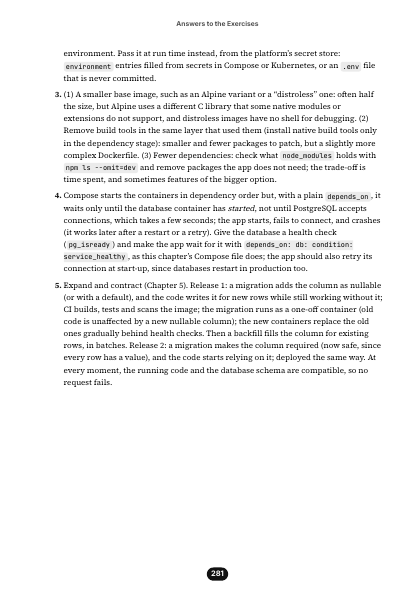 Answers to the Exercises
environment. Pass it at run time instead, from the platform's secret store:
environment entries filled from secrets in Compose or Kubernetes, or an .env file
that is never committed.
3. (1) A smaller base image, such as an Alpine variant or a “distroless” one: often half
the size, but Alpine uses a different C library that some native modules or
extensions do not support, and distroless images have no shell for debugging. (2)
Remove build tools in the same layer that used them (install native build tools only
in the dependency stage): smaller and fewer packages to patch, but a slightly more
complex Dockerfile. (3) Fewer dependencies: check what node_modules holds with
npm ls --omit=dev and remove packages the app does not need; the trade-off is
time spent, and sometimes features of the bigger option.
4. Compose starts the containers in dependency order but, with a plain depends_on, it
waits only until the database container has started, not until PostgreSQL accepts
connections, which takes a few seconds; the app starts, fails to connect, and crashes
(it works later after a restart or a retry). Give the database a health check
(pg_isready) and make the app wait for it with depends_on: db: condition:
service_healthy, as this chapter's Compose file does; the app should also retry its
connection at start-up, since databases restart in production too.
5. Expand and contract (Chapter 5). Release 1: a migration adds the column as nullable
(or with a default), and the code writes it for new rows while still working without it;
CI builds, tests and scans the image; the migration runs as a one-off container (old
code is unaffected by a new nullable column); the new containers replace the old
ones gradually behind health checks. Then a backfill fills the column for existing
rows, in batches. Release 2: a migration makes the column required (now safe, since
every row has a value), and the code starts relying on it; deployed the same way. At
every moment, the running code and the database schema are compatible, so no
request fails.
281